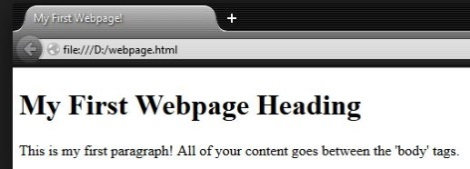 My First Webpage!
file:///D:/webpage.html
My First Webpage Heading
This is my first paragraph! All of your content goes between the 'body' tags.